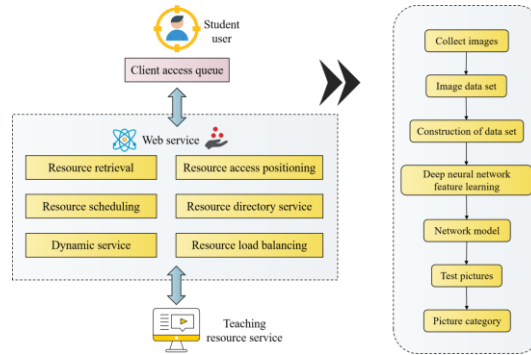 Student
user
Client access queue
Web service
Resource retrieval
Resource access positioning
Resource scheduling
Resource directory service
Dynamic service
Resource load balancing
Teaching
resource service
Collect images
Image data set
Construction of data set
Deep neural network
feature learning
Network model
Test pictures
Picture category